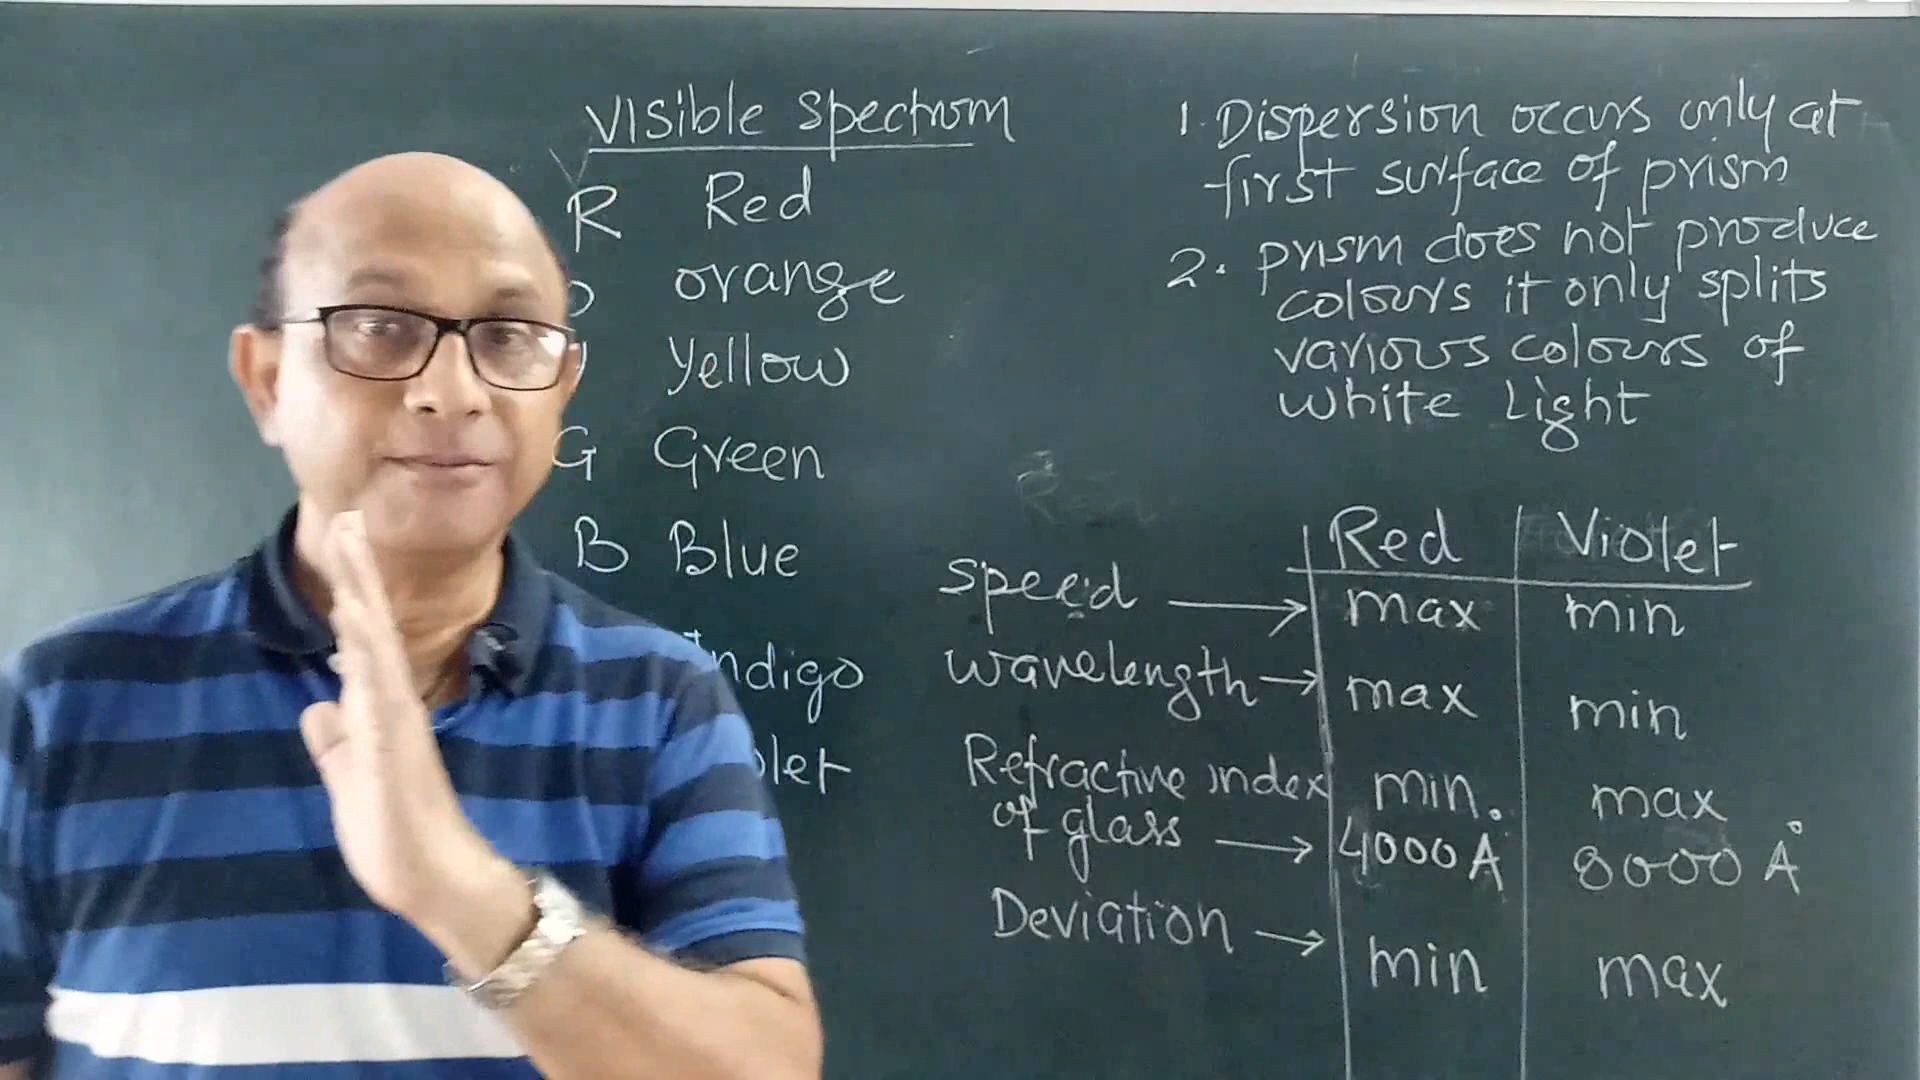 Visible Spectrum
R Red
O orange
yellow
G Green
B Blue
ndigo
olet
1. Dispersion occurs only at
first surface of prism
2. prism does not produce
colours it only splits
various colours of
white Light
Red Violet
Speed → max min
wavelength → max min
Refractive index min. max
of glass → 4000 A 8000 Å
Deviation → min max